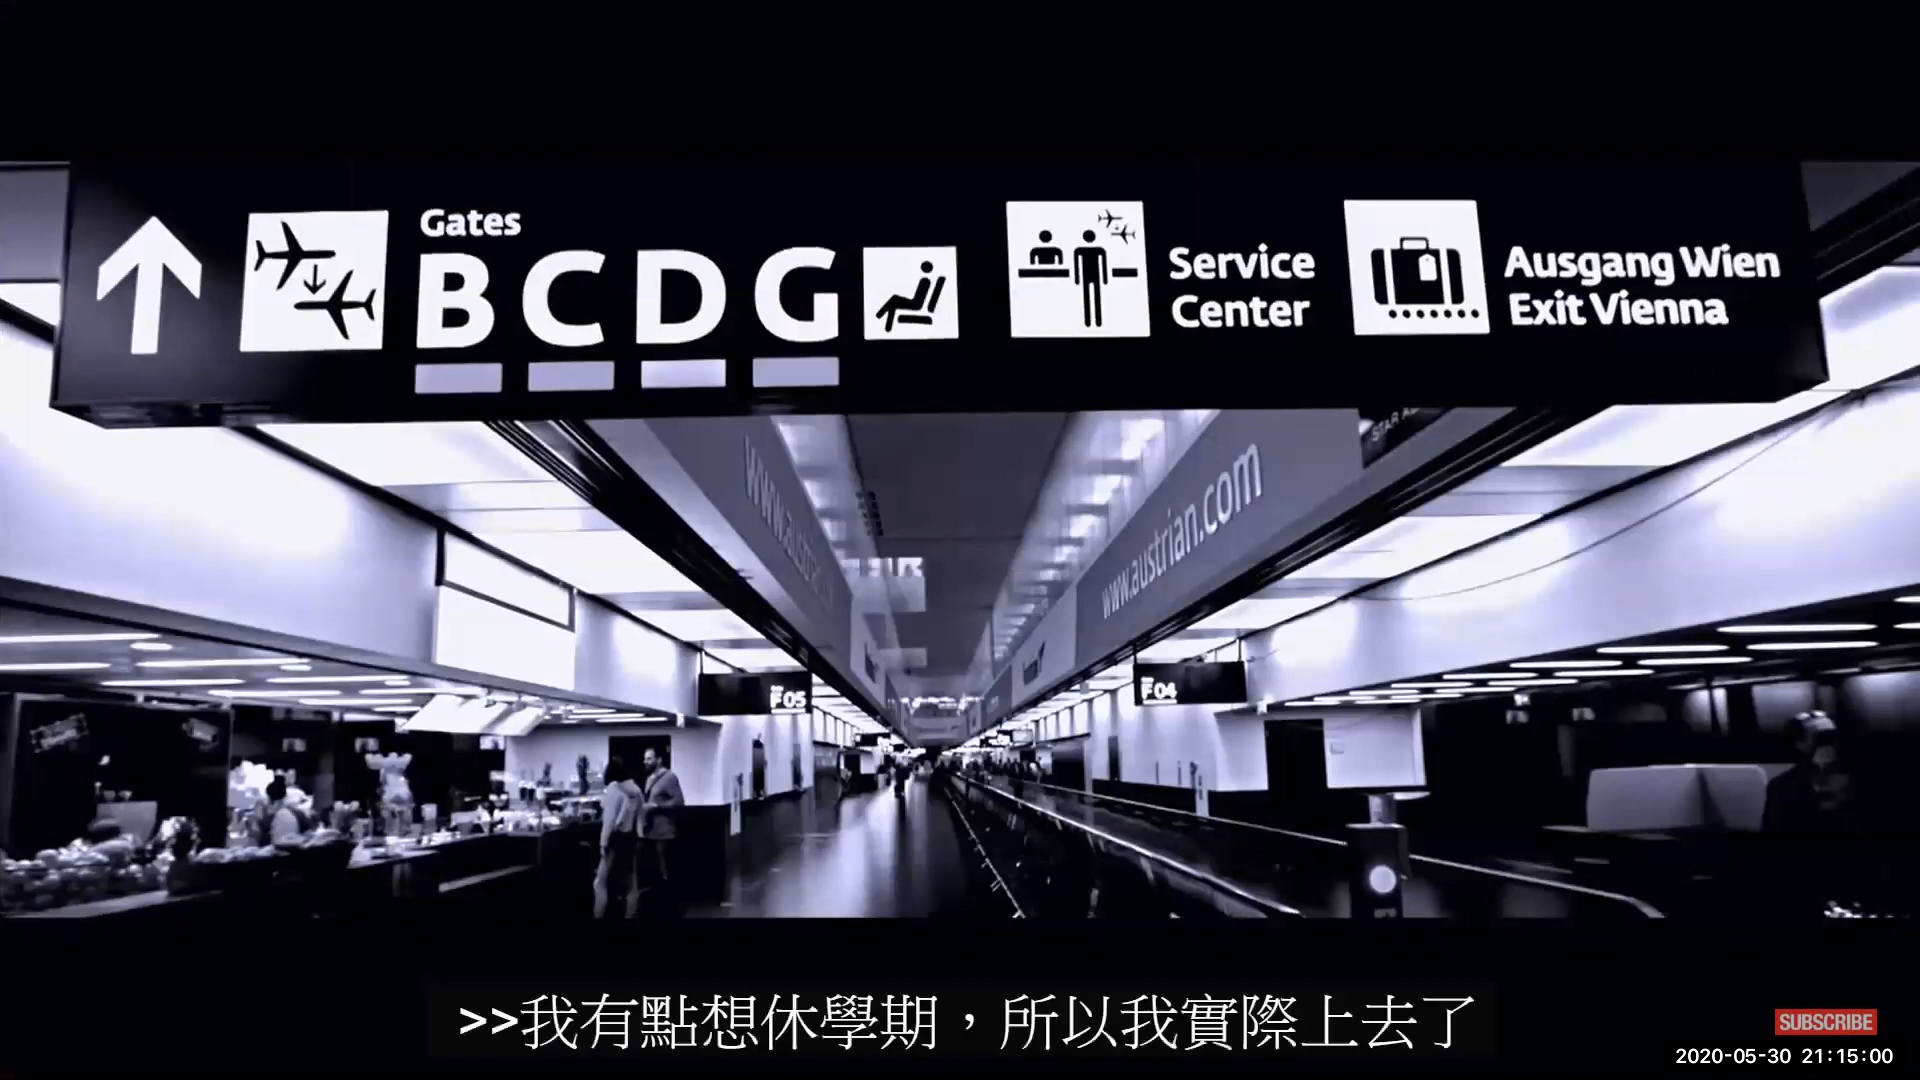 Gates
B C D G
Service
Center
Ausgang Wien
Exit Vienna
STAR A
www.austrian.com
F05
F04
>>我有點想休學期，所以我實際上去了
SUBSCRIBE
2020-05-30 21:15:00